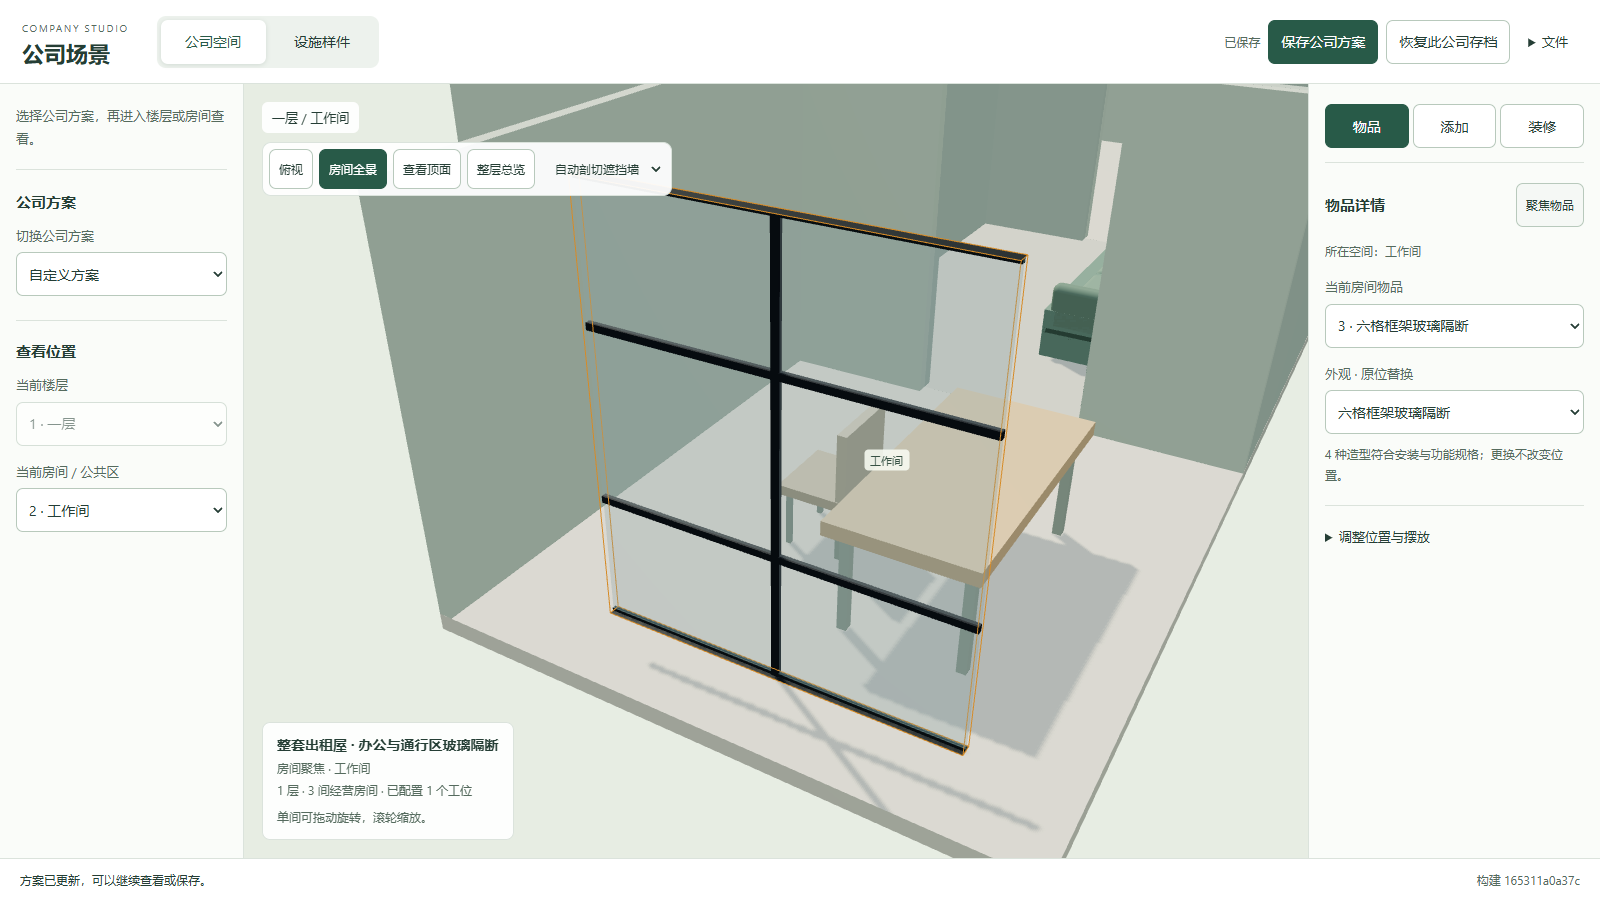 COMPANY STUDIO
公司场景
公司空间
设施样件
已保存
保存公司方案
恢复此公司存档
▶ 文件
选择公司方案，再进入楼层或房间查
看。
公司方案
切换公司方案
自定义方案
查看位置
当前楼层
1 · 一层
当前房间 / 公共区
2 · 工作间
一层 / 工作间
俯视
房间全景
查看顶面
整层总览
自动剖切遮挡墙
工作间
整套出租屋 · 办公与通行区玻璃隔断
房间聚焦 · 工作间
1 层 · 3 间经营房间 · 已配置 1 个工位
单间可拖动旋转，滚轮缩放。
物品
添加
装修
物品详情
聚焦物品
所在空间：工作间
当前房间物品
3 · 六格框架玻璃隔断
外观 · 原位替换
六格框架玻璃隔断
4 种造型符合安装与功能规格；更换不改变位
置。
▶ 调整位置与摆放
方案已更新，可以继续查看或保存。
构建 165311a0a37c